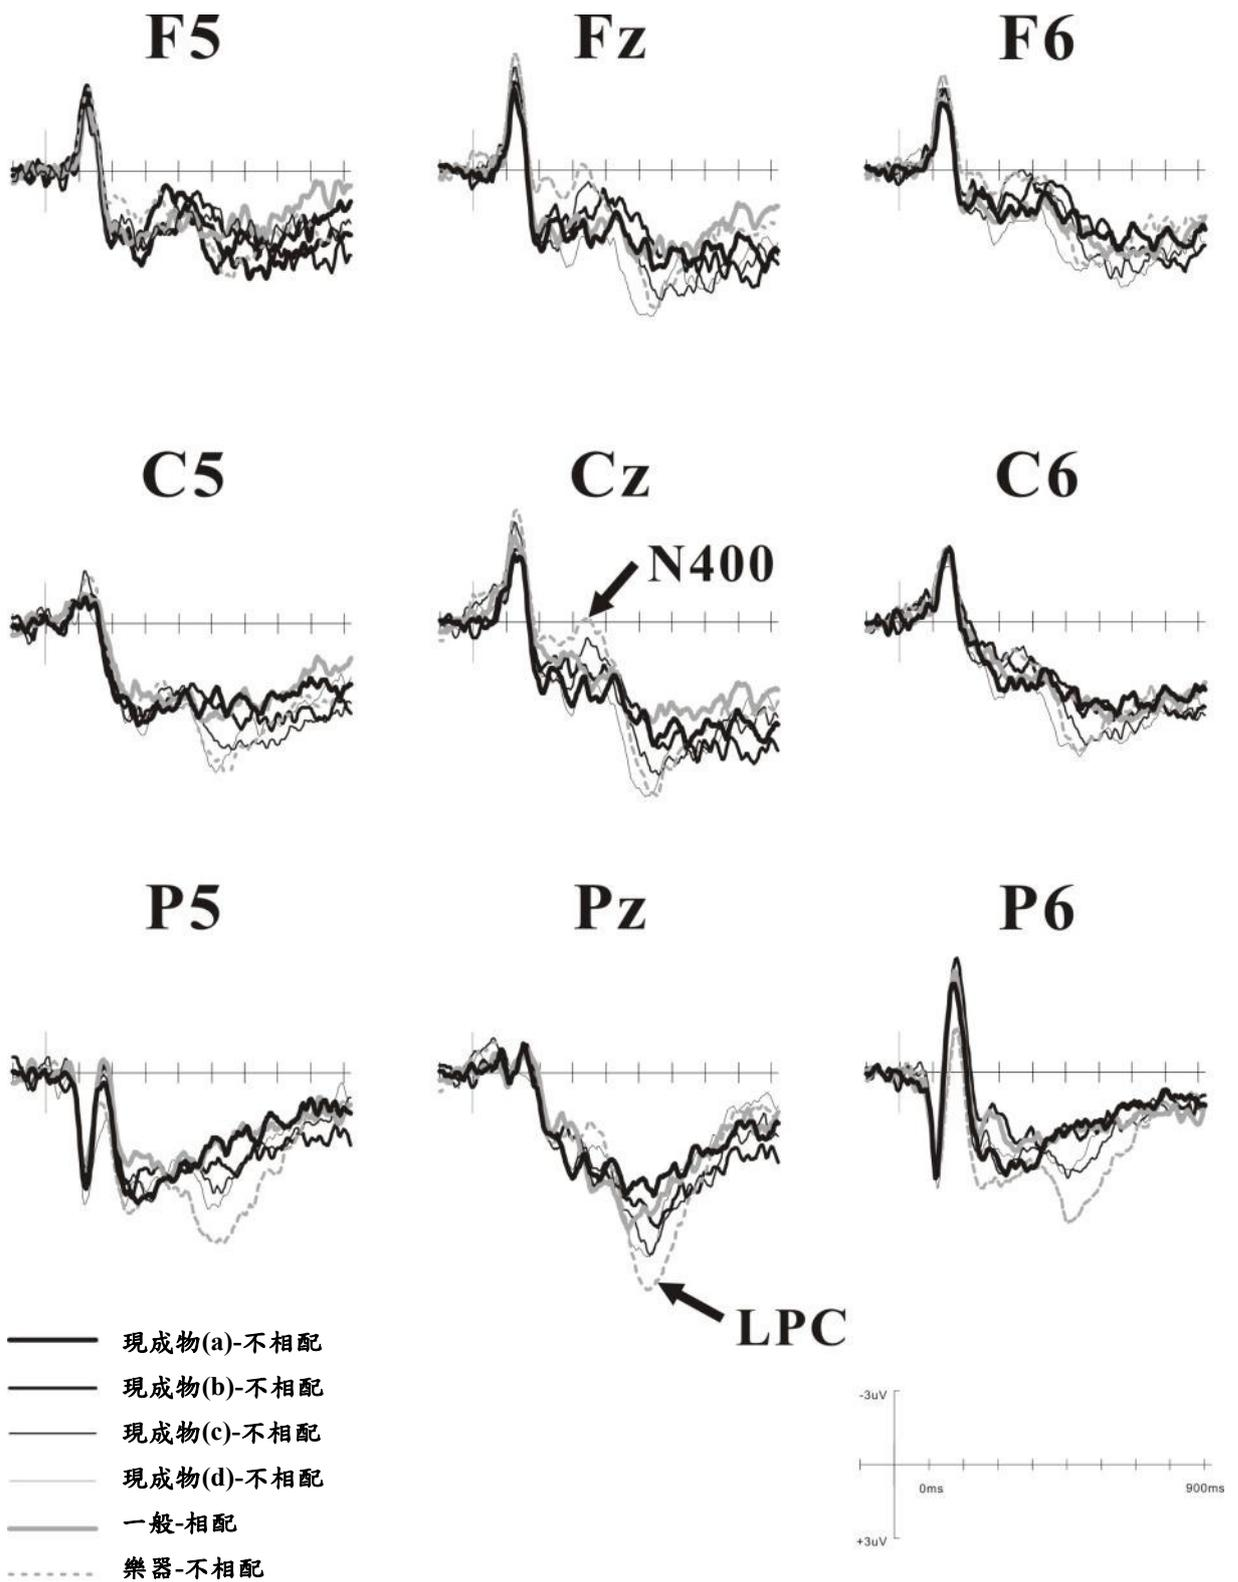 F5 Fz F6
C5 Cz C6
N400
P5 Pz P6
LPC
現成物(a)-不相配
現成物(b)-不相配
現成物(c)-不相配
現成物(d)-不相配
一般-相配
樂器-不相配
-3uV
0ms 900ms
+3uV